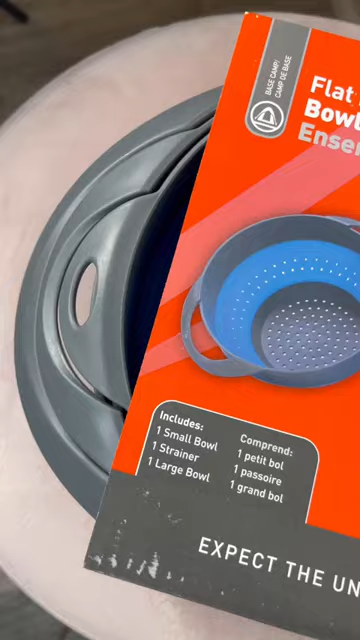 BASE CAMP/
CAMP DE BASE
Flat
Bowl
Includes:
1 Small Bowl
1 Strainer
1 Large Bowl
Comprend:
1 petit bol
1 passoire
1 grand bol
EXPECT THE UN